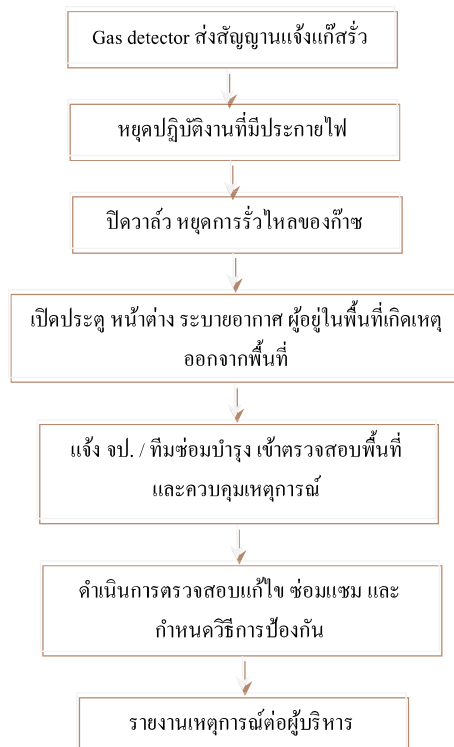 Gas detector ส่งสัญญานแจ้งแก๊สรั่ว
หยุดปฏิบัติงานที่มีประกายไฟ
ปิดวาล์ว หยุดการรั่วไหลของก๊าซ
เปิดประตู หน้าต่าง ระบายอากาศ ผู้อยู่ในพื้นที่เกิดเหตุ
ออกจากพื้นที่
แจ้ง จป. / ทีมซ่อมบำรุง เข้าตรวจสอบพื้นที่
และควบคุมเหตุการณ์
ดำเนินการตรวจสอบแก้ไข ซ่อมแซม และ
กำหนดวิธีการป้องกัน
รายงานเหตุการณ์ต่อผู้บริหาร